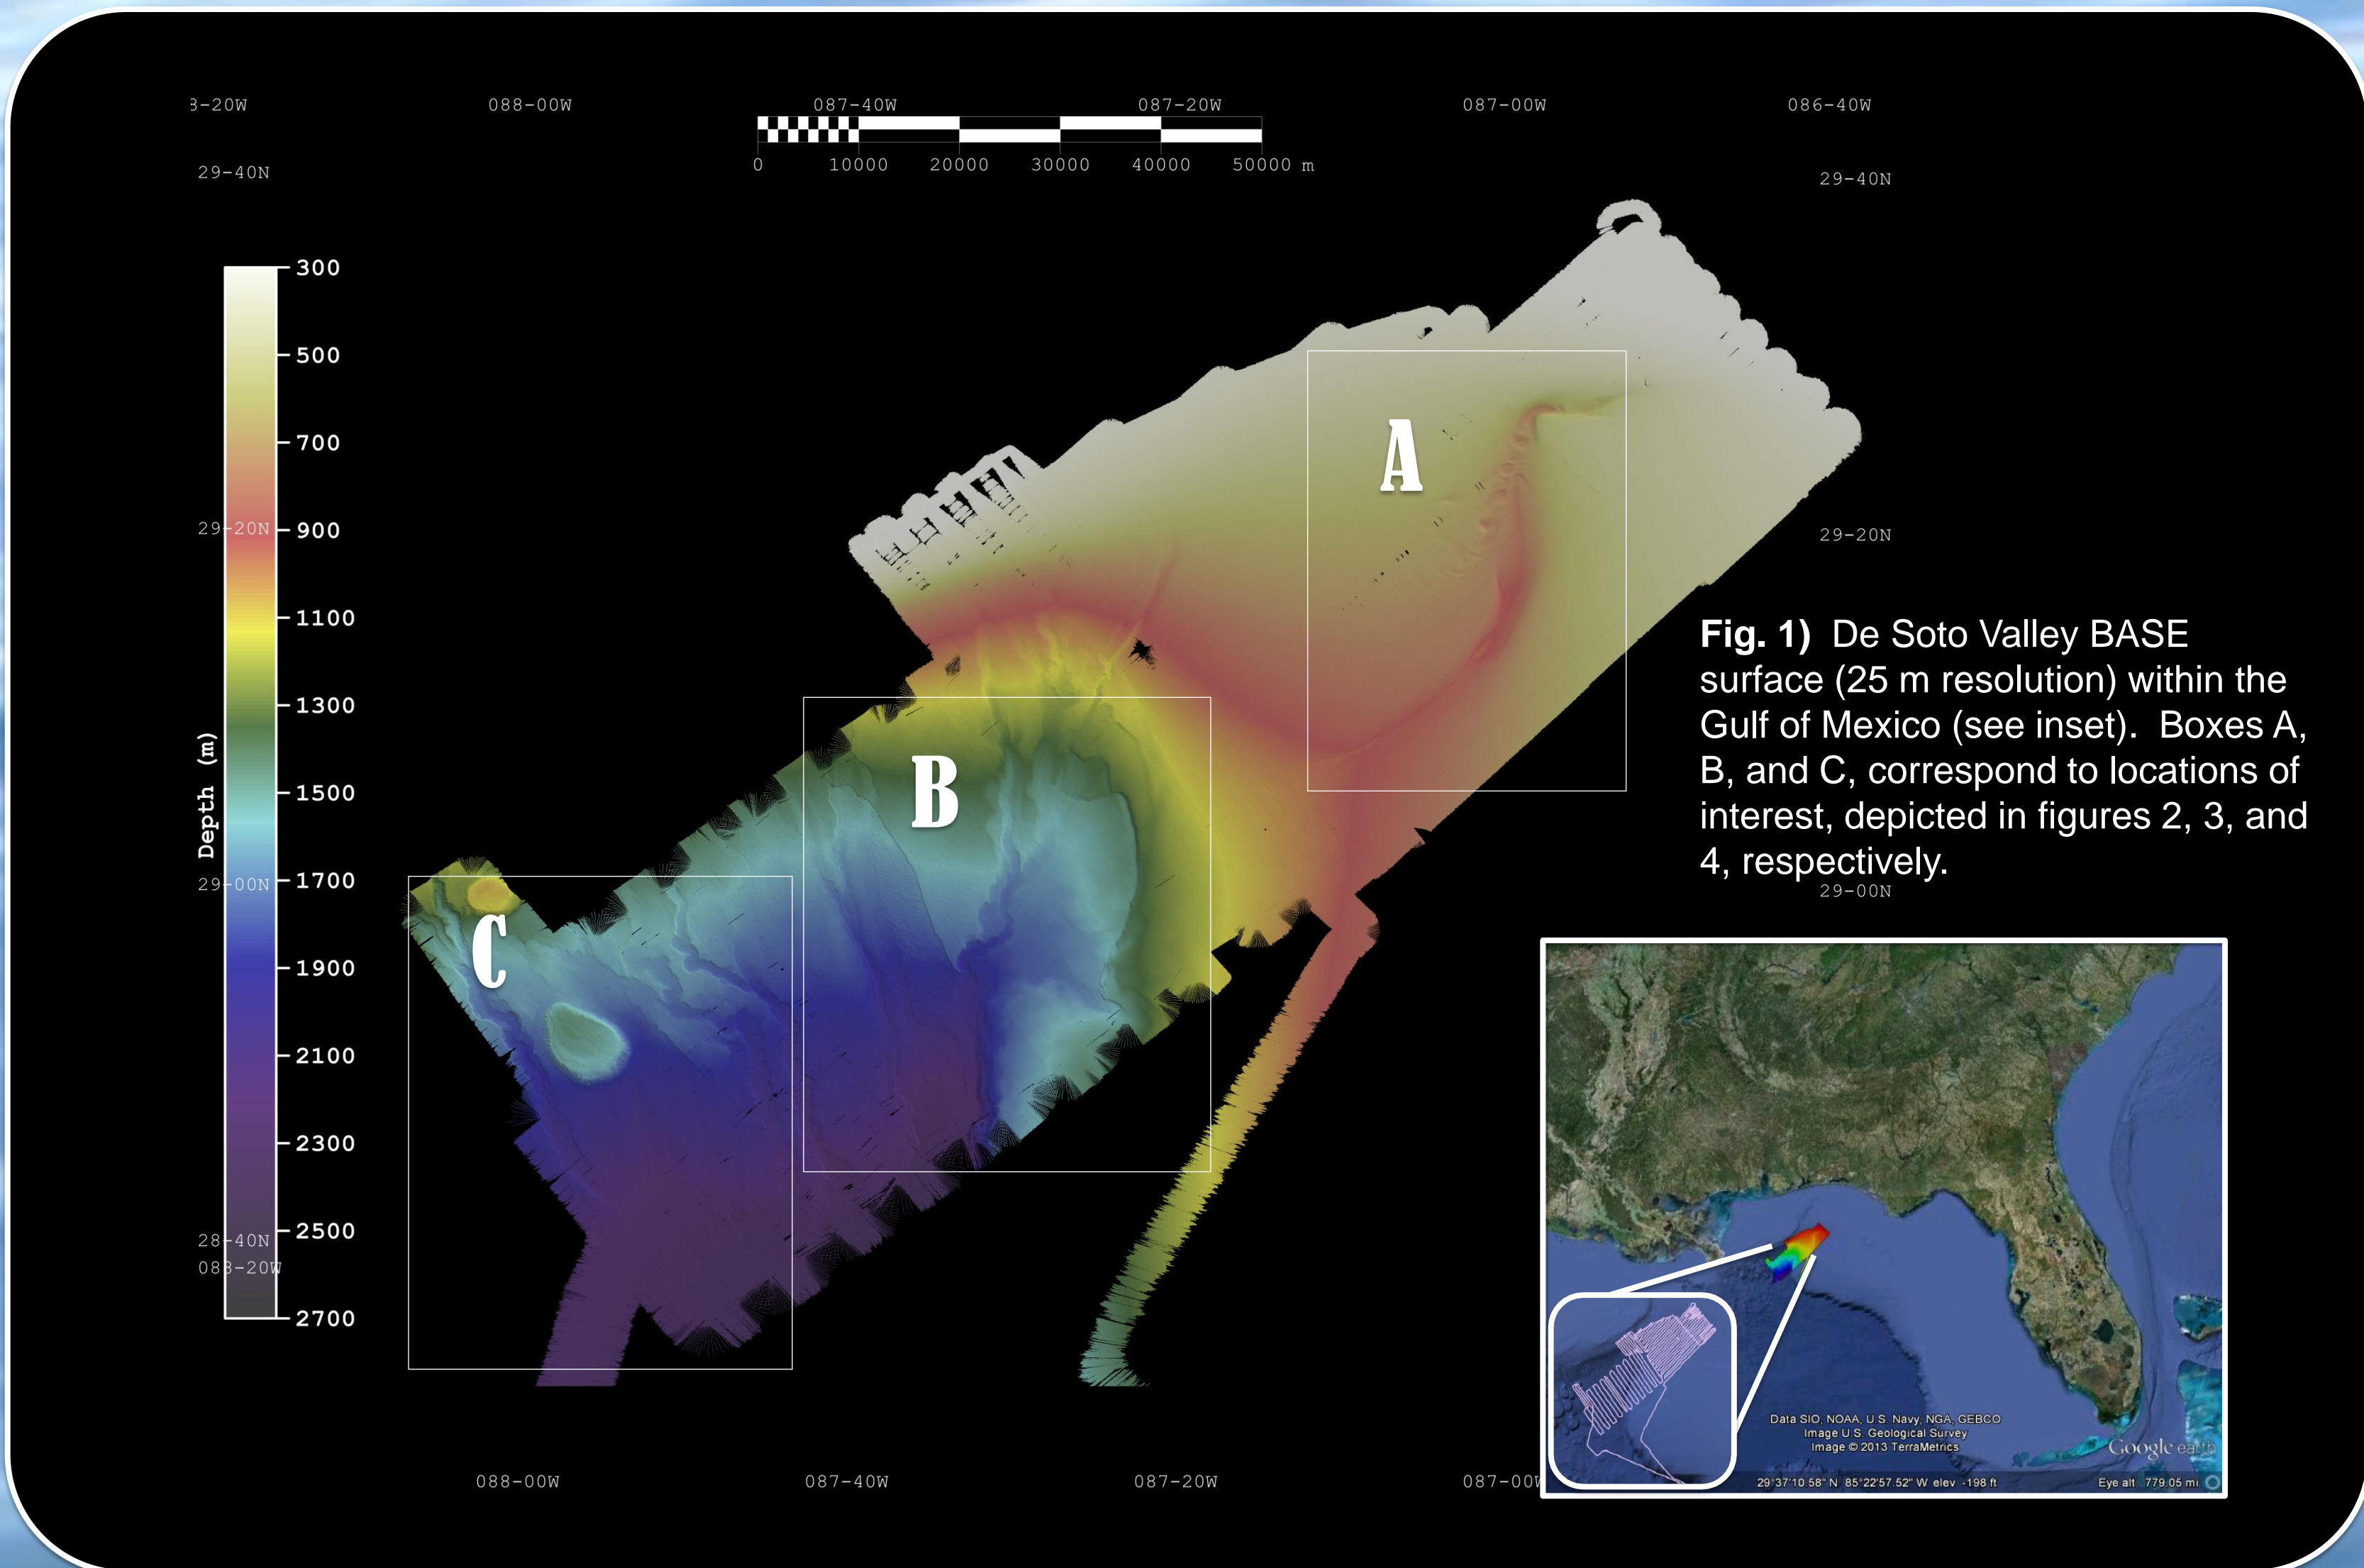 3-20W 088-00W 087-40W 087-20W 087-00W 086-40W
0 10000 20000 30000 40000 50000 m
29-40N 29-40N
300
500
700
29-20N 900 29-20N
1100
1300
1500
Depth (m)
29-00N 1700 29-00N
1900
2100
2300
2500
28-40N
088-20W
2700
A
B
C
Fig. 1) De Soto Valley BASE
surface (25 m resolution) within the
Gulf of Mexico (see inset). Boxes A,
B, and C, correspond to locations of
interest, depicted in figures 2, 3, and
4, respectively.
Data SIO, NOAA, U.S. Navy, NGA, GEBCO
Image U.S. Geological Survey
Image © 2013 TerraMetrics
Google earth
29°37'10.58" N 85°22'57.52" W elev -198 ft Eye alt 779.05 mi
088-00W 087-40W 087-20W 087-00W